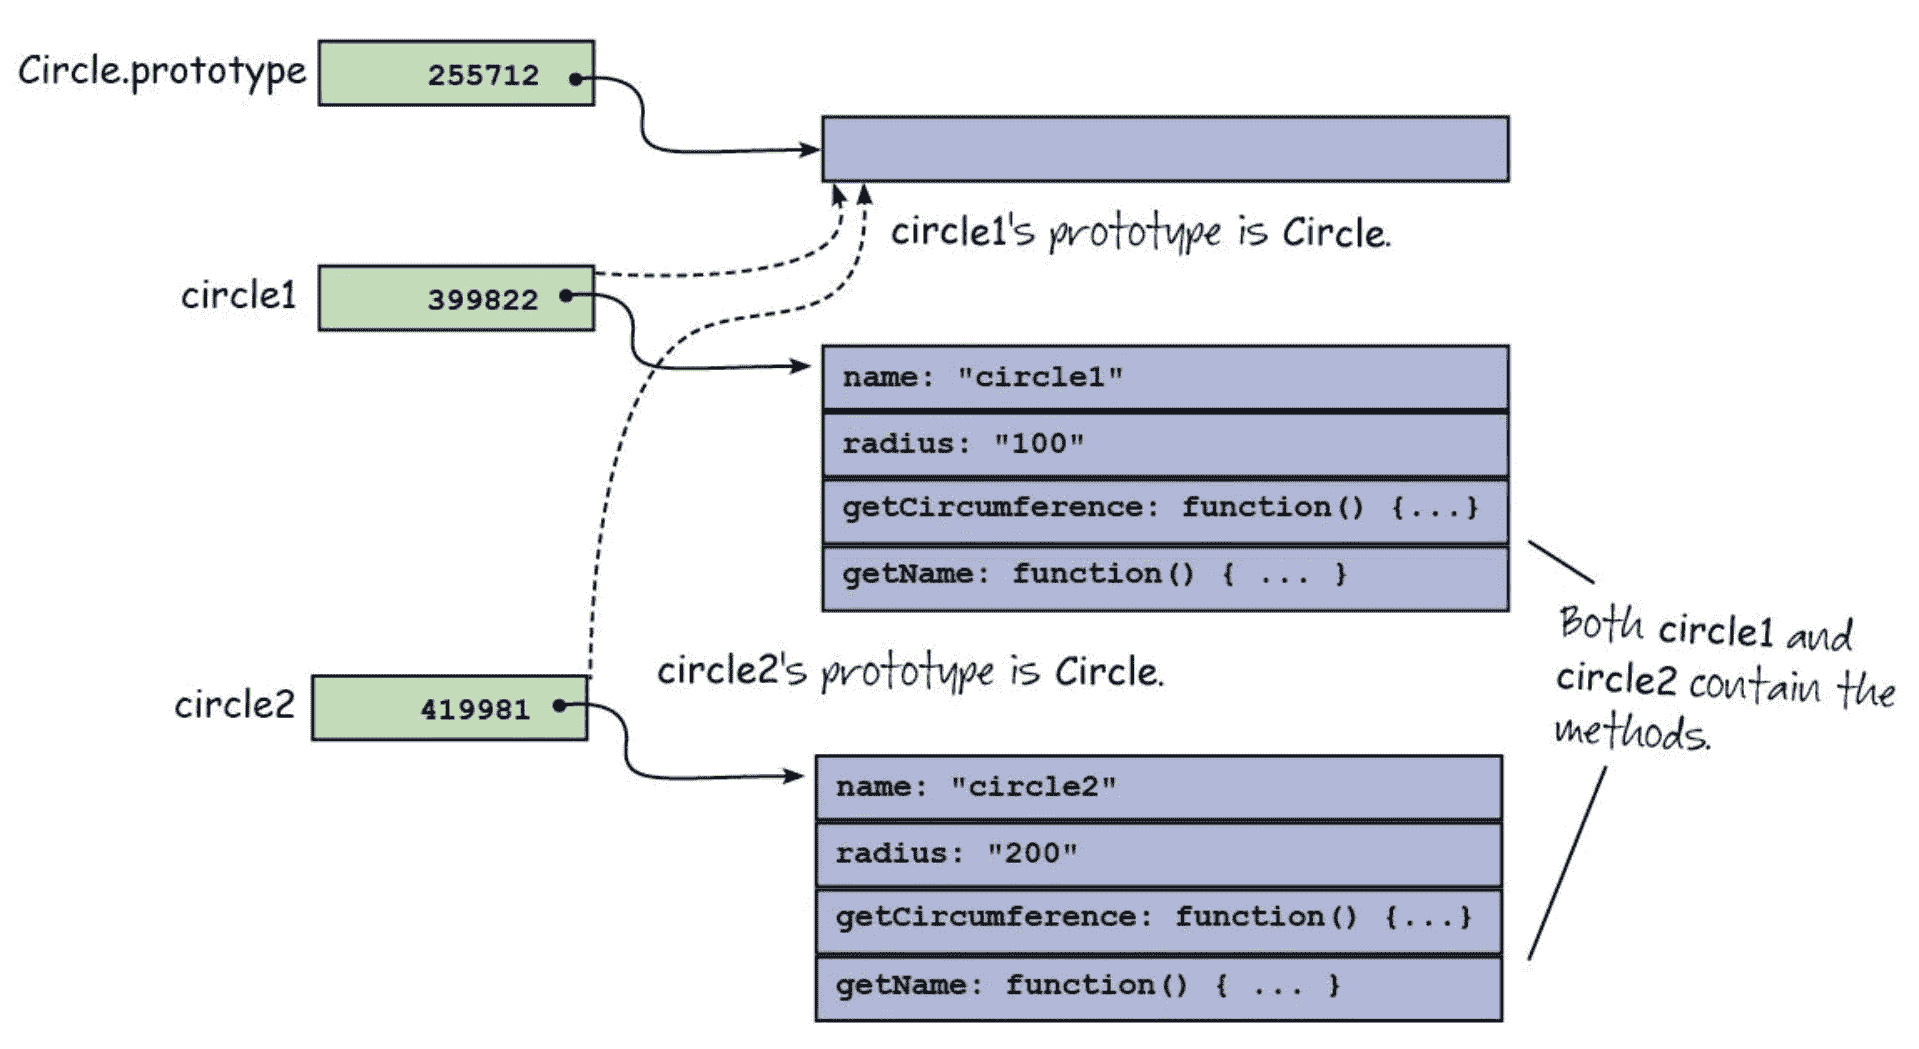 Circle.prototype
255712
circle1's prototype is Circle.
circle1
399822
name: "circle1"
radius: "100"
getCircumference: function() {...}
getName: function() { ... }
Both circle1 and
circle2 contain the
methods.
circle2's prototype is Circle.
circle2
419981
name: "circle2"
radius: "200"
getCircumference: function() {...}
getName: function() { ... }